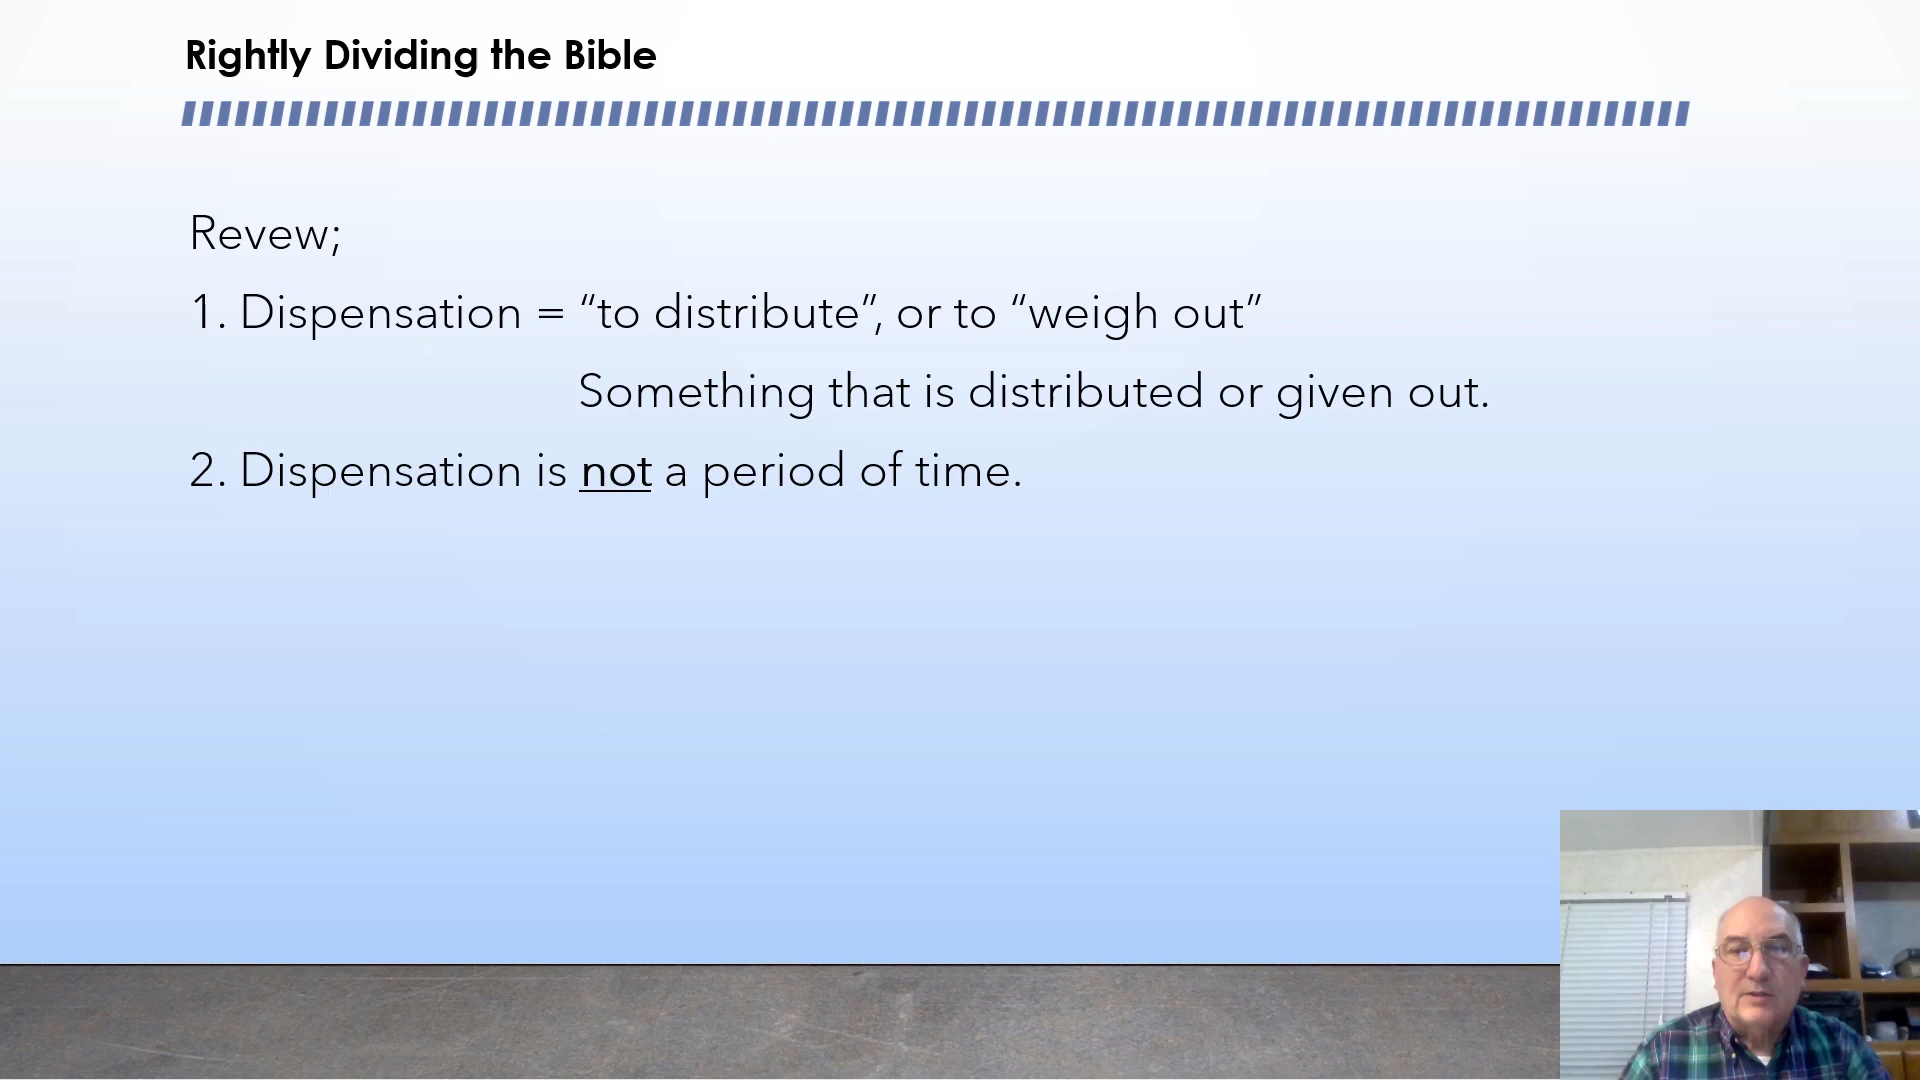 Rightly Dividing the Bible
Revew;
1. Dispensation = “to distribute”, or to “weigh out”
Something that is distributed or given out.
2. Dispensation is not a period of time.